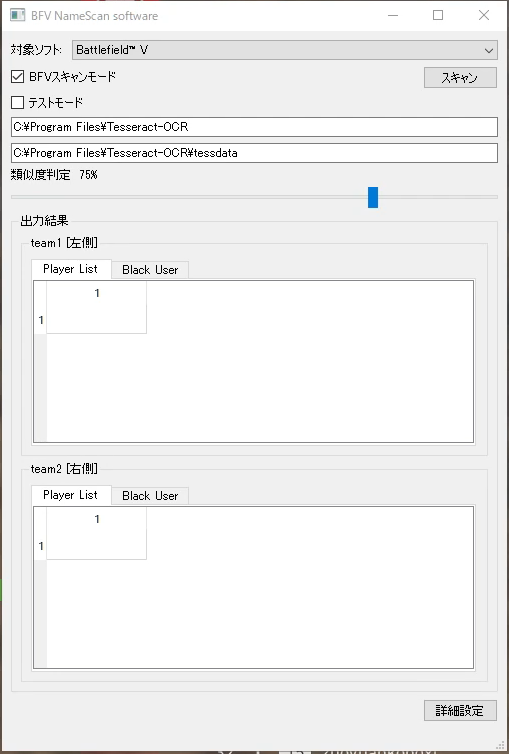 BFV NameScan software
対象ソフト: Battlefield™ V
BFVスキャンモード スキャン
テストモード
C:¥Program Files¥Tesseract-OCR
C:¥Program Files¥Tesseract-OCR¥tessdata
類似度判定 75%
出力結果
team1 [左側]
Player List Black User
1
1
team2 [右側]
Player List Black User
1
1
詳細設定